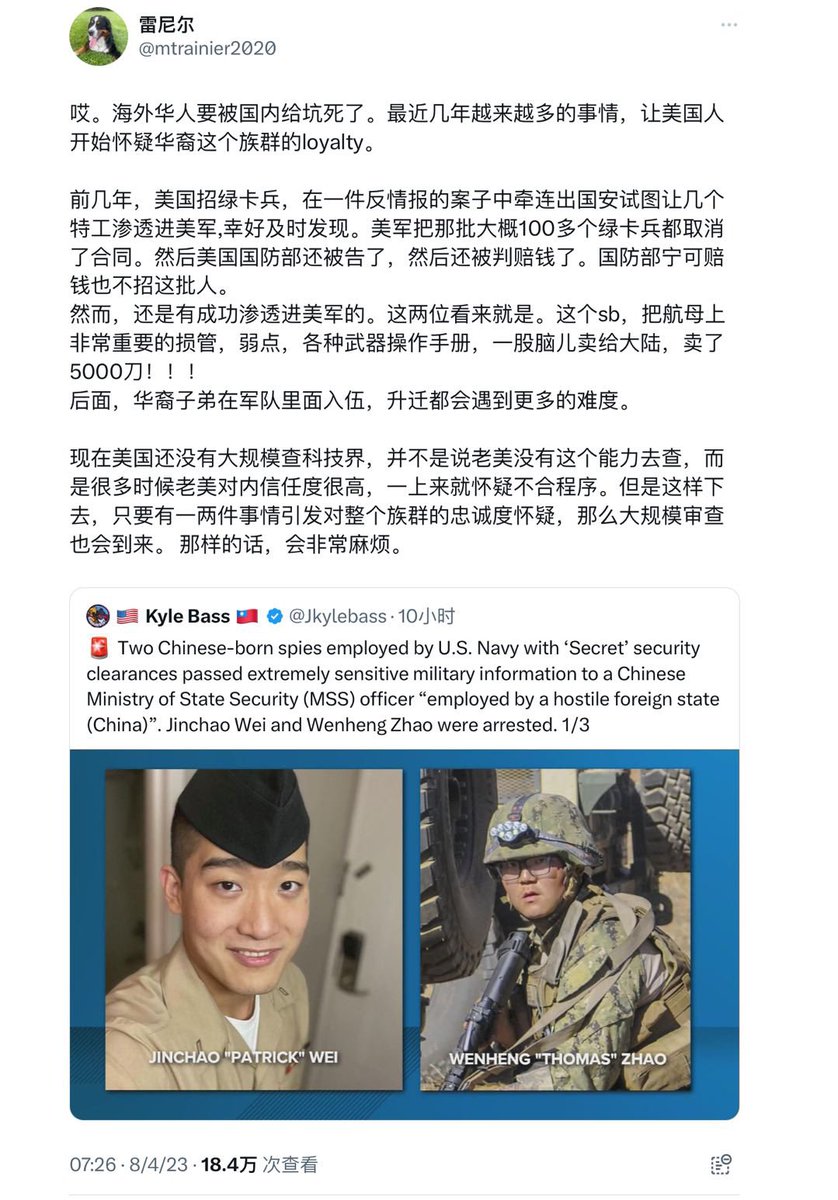 雷尼尔
@mtrainier2020
哎。海外华人要被国内给坑死了。最近几年越来越多的事情，让美国人
开始怀疑华裔这个族群的loyalty。
前几年，美国招绿卡兵，在一件反情报的案子中牵连出国安试图让几个
特工渗透进美军,幸好及时发现。美军把那批大概100多个绿卡兵都取消
了合同。然后美国国防部还被告了，然后还被判赔钱了。国防部宁可赔
钱也不招这批人。
然而，还是有成功渗透进美军的。这两位看来就是。这个sb，把航母上
非常重要的损管，弱点，各种武器操作手册，一股脑儿卖给大陆，卖了
5000刀！！！
后面，华裔子弟在军队里面入伍，升迁都会遇到更多的难度。
现在美国还没有大规模查科技界，并不是说老美没有这个能力去查，而
是很多时候老美对内信任度很高，一上来就怀疑不合程序。但是这样下
去，只要有一两件事情引发对整个族群的忠诚度怀疑，那么大规模审查
也会到来。 那样的话，会非常麻烦。
🇺🇸 Kyle Bass 🇹🇼 @Jkylebass · 10小时
🚨 Two Chinese-born spies employed by U.S. Navy with ‘Secret’ security
clearances passed extremely sensitive military information to a Chinese
Ministry of State Security (MSS) officer “employed by a hostile foreign state
(China)”. Jinchao Wei and Wenheng Zhao were arrested. 1/3
JINCHAO "PATRICK" WEI
WENHENG "THOMAS" ZHAO
07:26 · 8/4/23 · 18.4万 次查看